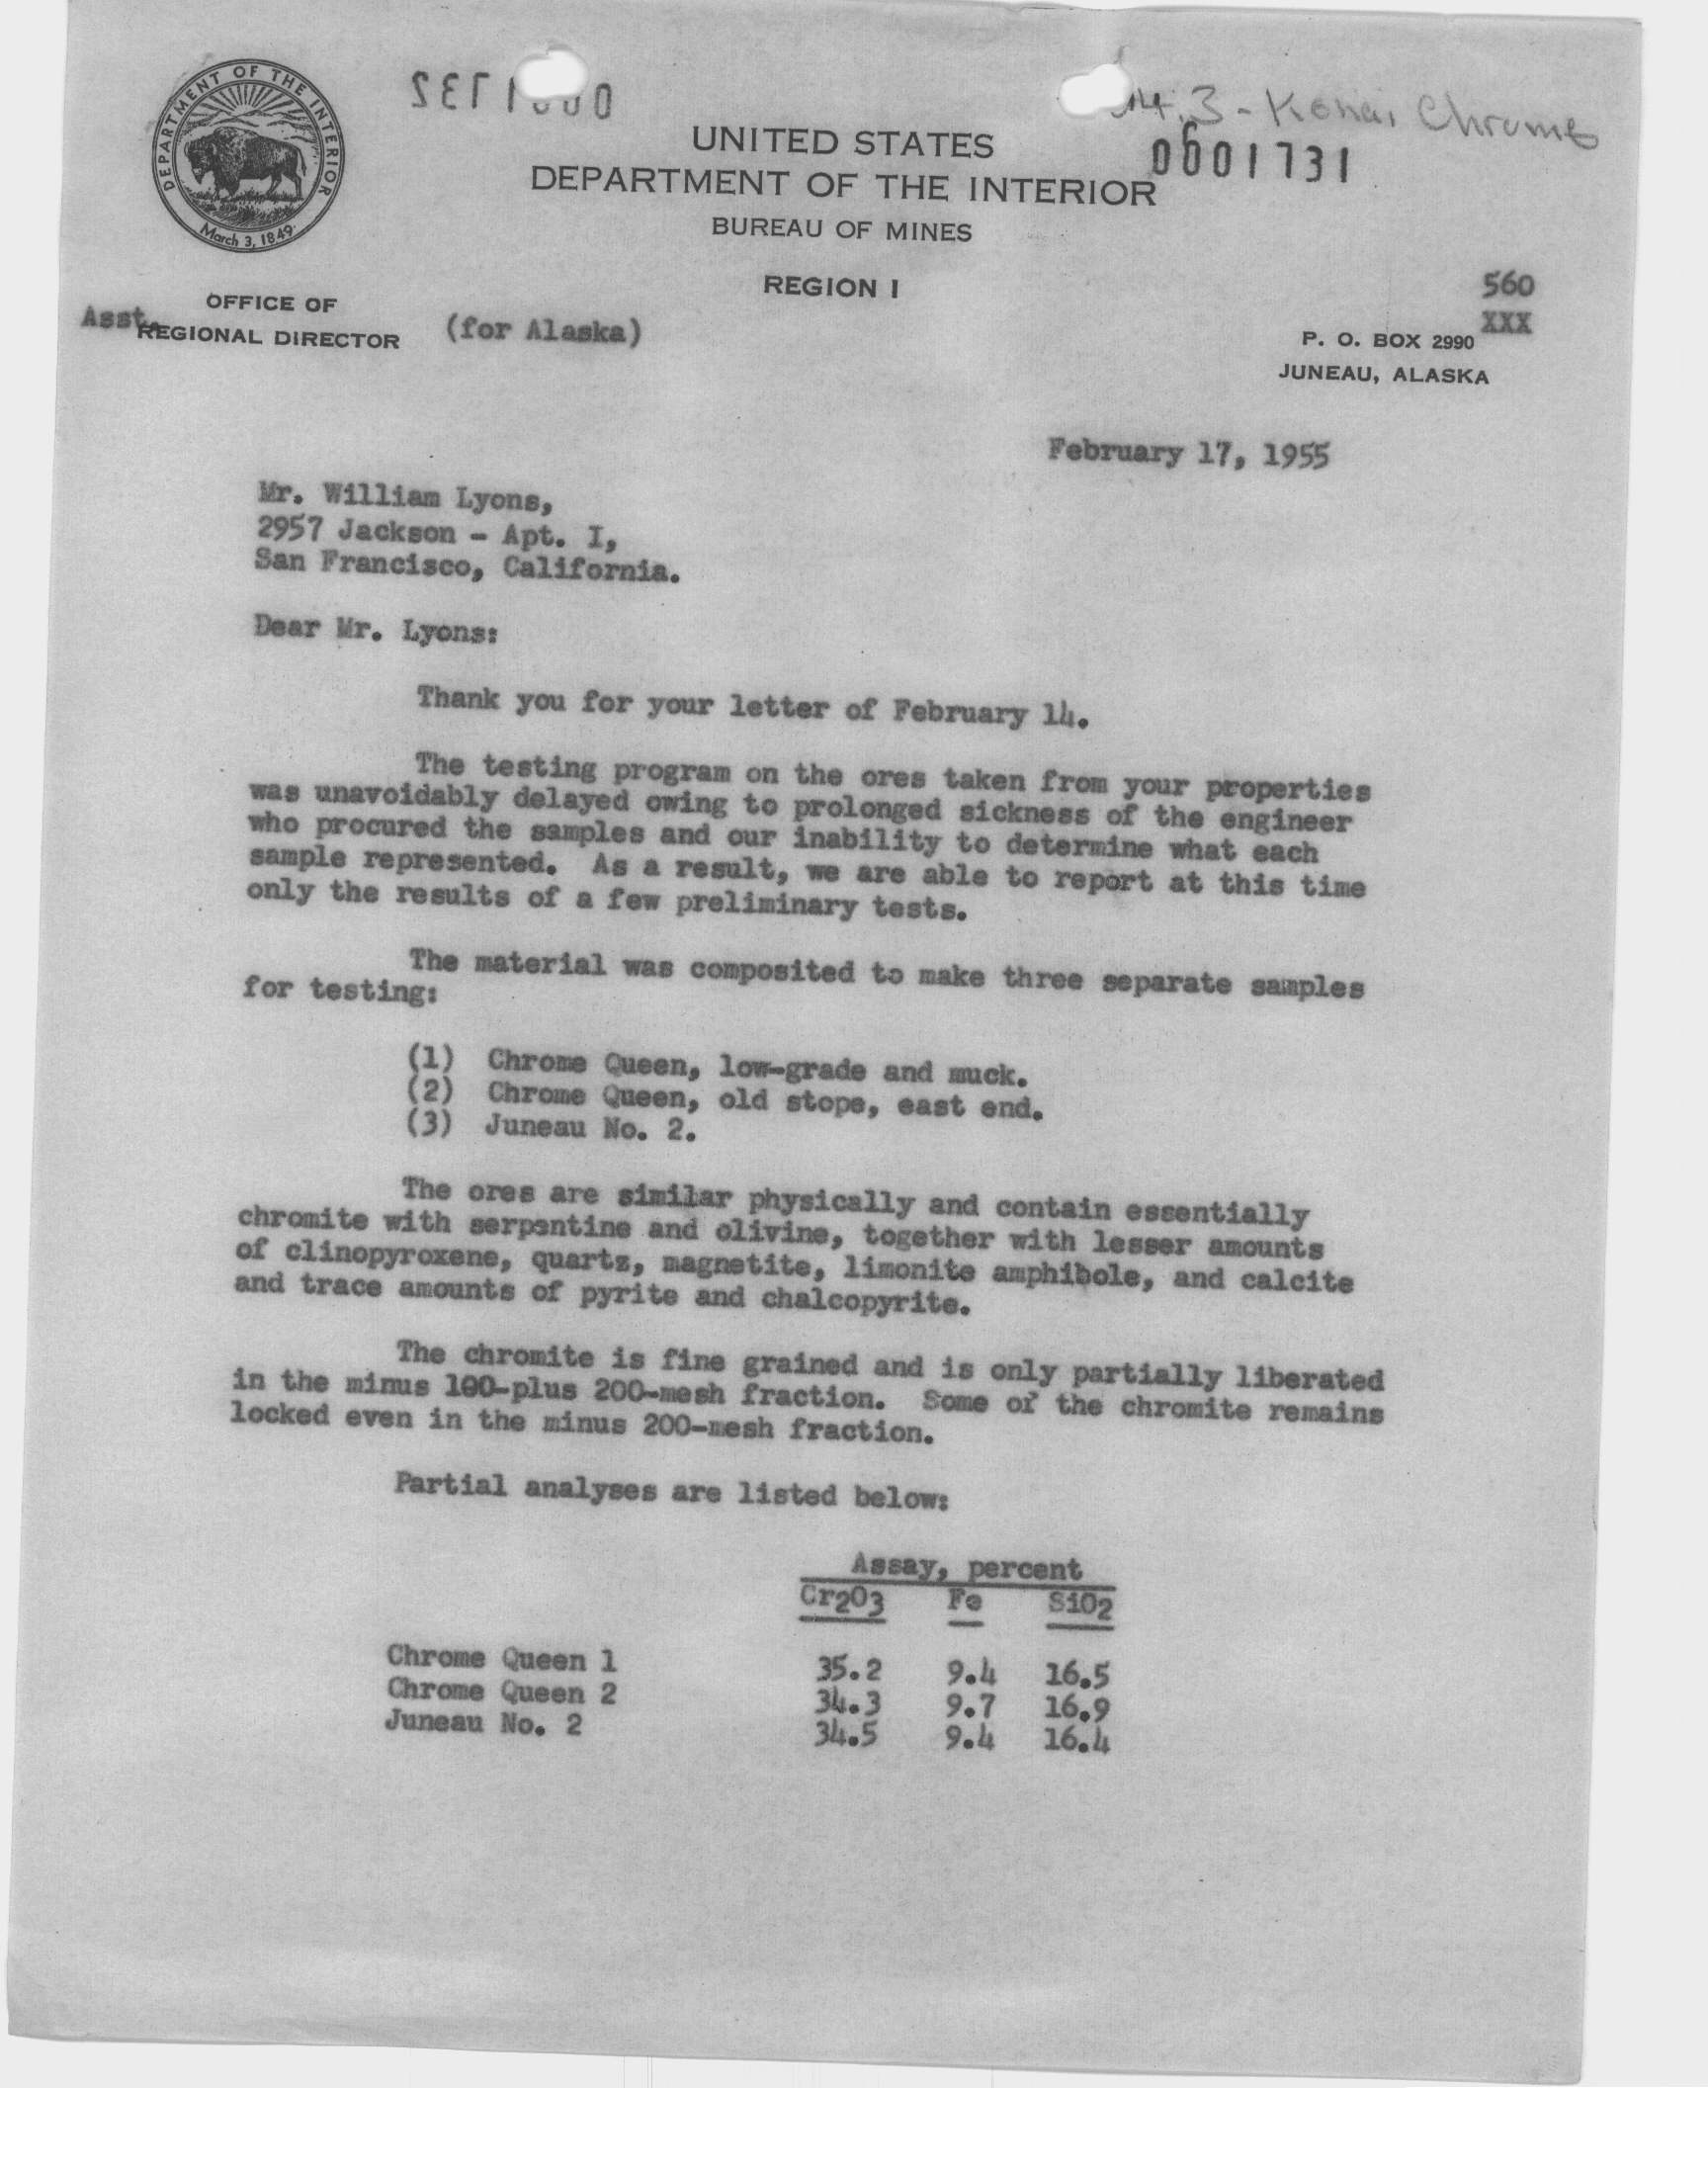 DEPARTMENT OF THE INTERIOR
March 3, 1849
0601731
Kenai Chrome
UNITED STATES
DEPARTMENT OF THE INTERIOR
BUREAU OF MINES
REGION I
OFFICE OF
Asst. REGIONAL DIRECTOR (for Alaska)
560
XXX
P. O. BOX 2990
JUNEAU, ALASKA
February 17, 1955
Mr. William Lyons,
2957 Jackson - Apt. I,
San Francisco, California.
Dear Mr. Lyons:
Thank you for your letter of February 14.
The testing program on the ores taken from your properties
was unavoidably delayed owing to prolonged sickness of the engineer
who procured the samples and our inability to determine what each
sample represented. As a result, we are able to report at this time
only the results of a few preliminary tests.
The material was composited to make three separate samples
for testing:
(1) Chrome Queen, low-grade and muck.
(2) Chrome Queen, old stope, east end.
(3) Juneau No. 2.
The ores are similar physically and contain essentially
chromite with serpentine and olivine, together with lesser amounts
of clinopyroxene, quartz, magnetite, limonite amphibole, and calcite
and trace amounts of pyrite and chalcopyrite.
The chromite is fine grained and is only partially liberated
in the minus 100-plus 200-mesh fraction. Some of the chromite remains
locked even in the minus 200-mesh fraction.
Partial analyses are listed below:
Assay, percent
Cr2O3 Fe SiO2
Chrome Queen 1 35.2 9.4 16.5
Chrome Queen 2 34.3 9.7 16.9
Juneau No. 2 34.5 9.4 16.4